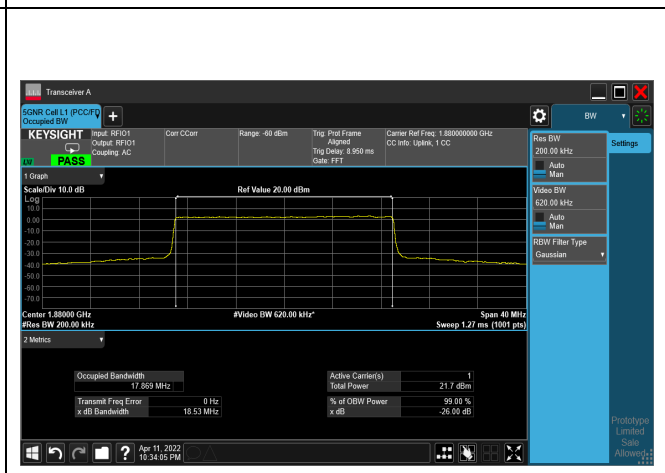 Transceiver A
5GNR Cell L1 (PCC/FD
Occupied BW
KEYSIGHT
PASS
Input: RFIO1
Output: RFIO1
Coupling: AC
Corr CCorr
Range: -60 dBm
Trig: Prot Frame
Aligned
Trig Delay: 8.950 ms
Gate: FFT
Carrier Ref Freq: 1.880000000 GHz
CC Info: Uplink, 1 CC
1 Graph
Scale/Div 10.0 dB
Ref Value 20.00 dBm
Log
10.0
0.00
-10.0
-20.0
-30.0
-40.0
-50.0
-60.0
-70.0
Center 1.88000 GHz
#Video BW 620.00 kHz*
Span 40 MHz
#Res BW 200.00 kHz
Sweep 1.27 ms (1001 pts)
2 Metrics
Occupied Bandwidth
17.869 MHz
Transmit Freq Error 0 Hz
x dB Bandwidth 18.53 MHz
Active Carrier(s) 1
Total Power 21.7 dBm
% of OBW Power 99.00 %
x dB -26.00 dB
BW
Res BW
200.00 kHz
Auto
Man
Video BW
620.00 kHz
Auto
Man
RBW Filter Type
Gaussian
Settings
Prototype
Limited
Sale
Allowed
?
Apr 11, 2022
10:34:05 PM